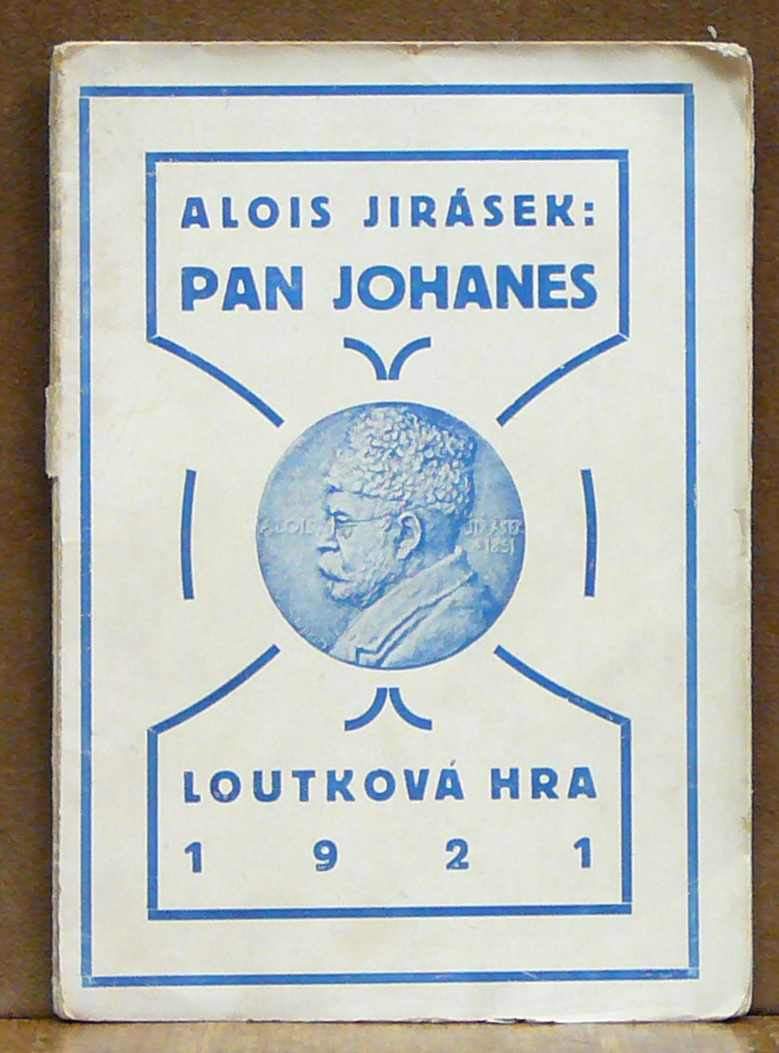 ALOIS JIRÁSEK:
PAN JOHANES
ALOIS JIRÁSEK
*1851
LOUTKOVÁ HRA
1921